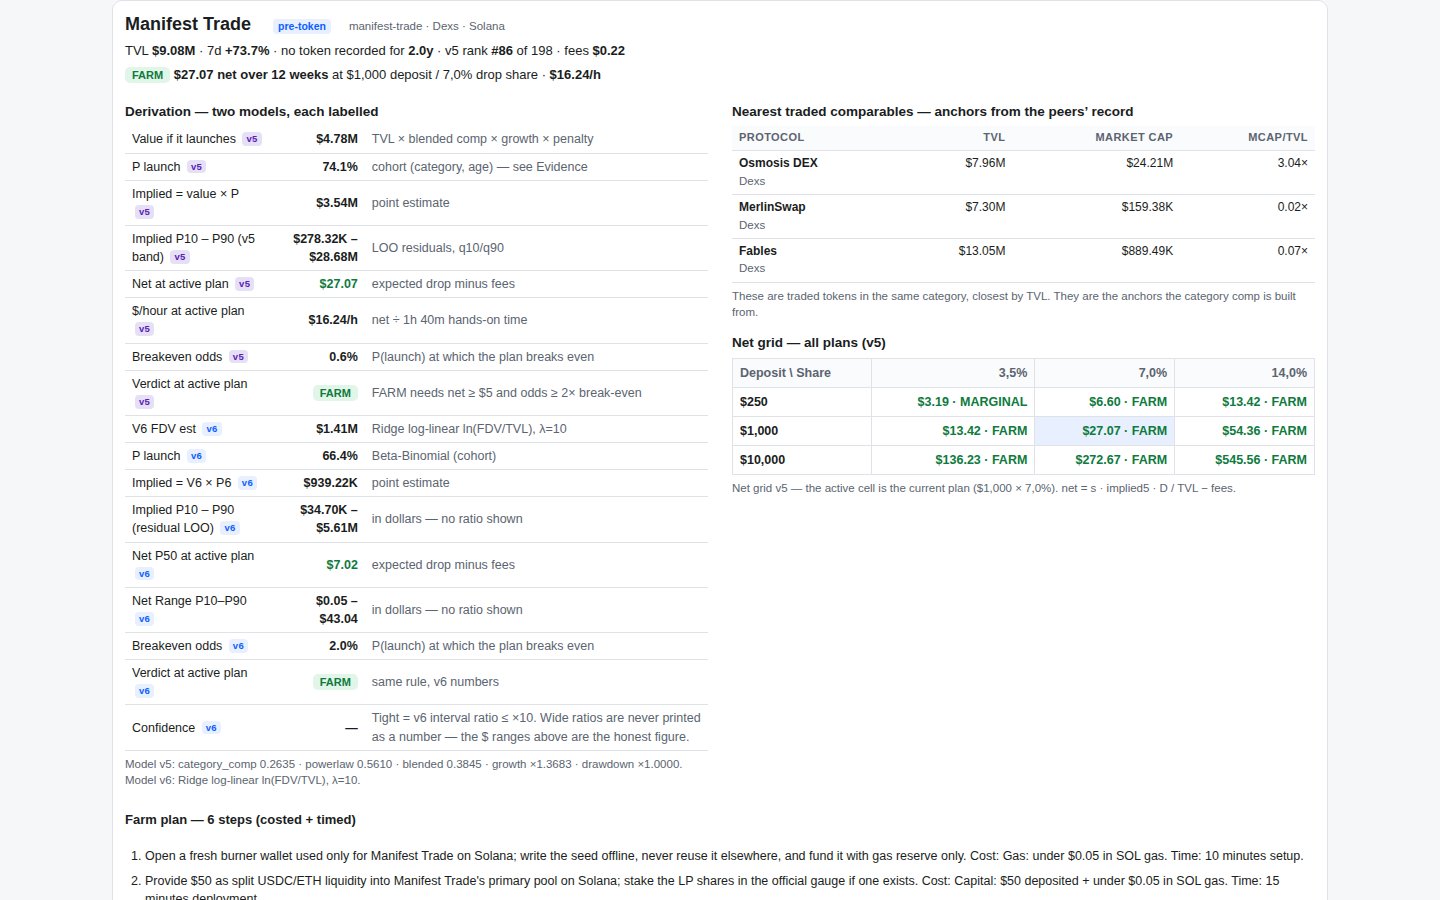 Manifest Trade pre-token manifest-trade · Dexs · Solana
TVL $9.08M · 7d +73.7% · no token recorded for 2.0y · v5 rank #86 of 198 · fees $0.22
FARM $27.07 net over 12 weeks at $1,000 deposit / 7,0% drop share · $16.24/h
Derivation — two models, each labelled
Value if it launches v5 $4.78M TVL × blended comp × growth × penalty
P launch v5 74.1% cohort (category, age) — see Evidence
Implied = value × P
v5
$3.54M point estimate
Implied P10 – P90 (v5
band) v5
$278.32K –
$28.68M
LOO residuals, q10/q90
Net at active plan v5 $27.07 expected drop minus fees
$/hour at active plan
v5
$16.24/h net ÷ 1h 40m hands-on time
Breakeven odds v5 0.6% P(launch) at which the plan breaks even
Verdict at active plan
v5
FARM FARM needs net ≥ $5 and odds ≥ 2× break-even
V6 FDV est v6 $1.41M Ridge log-linear ln(FDV/TVL), λ=10
P launch v6 66.4% Beta-Binomial (cohort)
Implied = V6 × P6 v6 $939.22K point estimate
Implied P10 – P90
(residual LOO) v6
$34.70K –
$5.61M
in dollars — no ratio shown
Net P50 at active plan
v6
$7.02 expected drop minus fees
Net Range P10–P90
v6
$0.05 –
$43.04
in dollars — no ratio shown
Breakeven odds v6 2.0% P(launch) at which the plan breaks even
Verdict at active plan
v6
FARM same rule, v6 numbers
Confidence v6 —
Tight = v6 interval ratio ≤ ×10. Wide ratios are never printed
as a number — the $ ranges above are the honest figure.
Model v5: category_comp 0.2635 · powerlaw 0.5610 · blended 0.3845 · growth ×1.3683 · drawdown ×1.0000.
Model v6: Ridge log-linear ln(FDV/TVL), λ=10.
Nearest traded comparables — anchors from the peers’ record
PROTOCOL TVL MARKET CAP MCAP/TVL
Osmosis DEX $7.96M $24.21M 3.04×
Dexs
MerlinSwap $7.30M $159.38K 0.02×
Dexs
Fables $13.05M $889.49K 0.07×
Dexs
These are traded tokens in the same category, closest by TVL. They are the anchors the category comp is built
from.
Net grid — all plans (v5)
Deposit \ Share 3,5% 7,0% 14,0%
$250 $3.19 · MARGINAL $6.60 · FARM $13.42 · FARM
$1,000 $13.42 · FARM $27.07 · FARM $54.36 · FARM
$10,000 $136.23 · FARM $272.67 · FARM $545.56 · FARM
Net grid v5 — the active cell is the current plan ($1,000 × 7,0%). net = s · implied5 · D / TVL − fees.
Farm plan — 6 steps (costed + timed)
1. Open a fresh burner wallet used only for Manifest Trade on Solana; write the seed offline, never reuse it elsewhere, and fund it with gas reserve only. Cost: Gas: under $0.05 in SOL gas. Time: 10 minutes setup.
2. Provide $50 as split USDC/ETH liquidity into Manifest Trade's primary pool on Solana; stake the LP shares in the official gauge if one exists. Cost: Capital: $50 deposited + under $0.05 in SOL gas. Time: 15
minutes deployment.